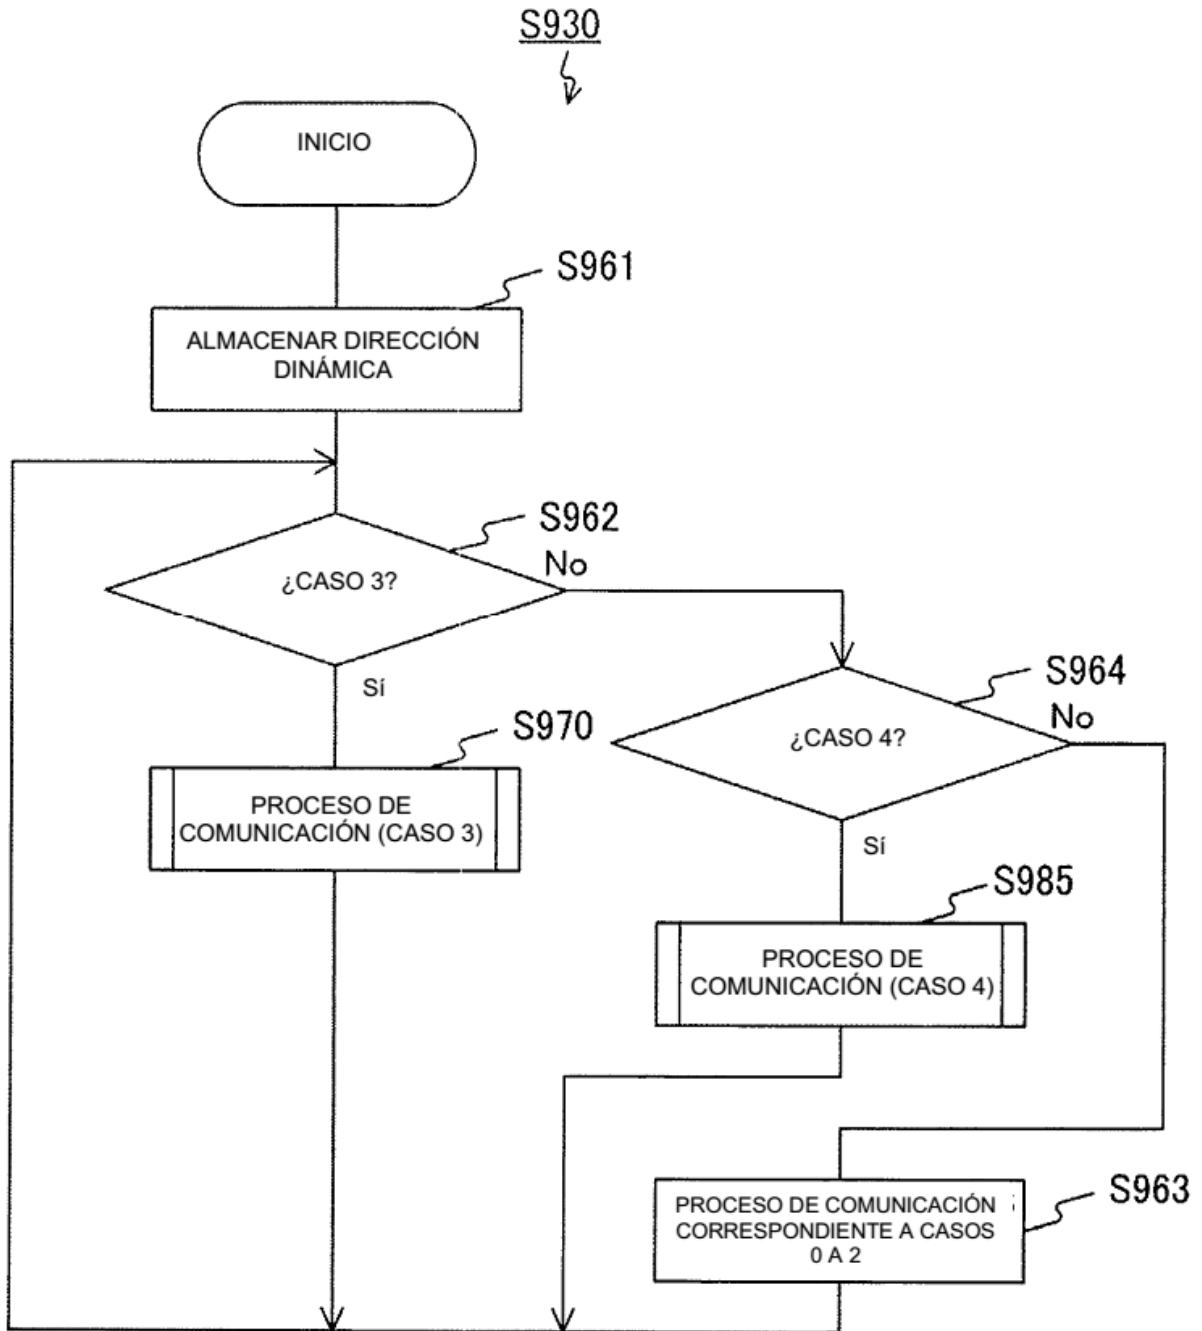 S930
INICIO
S961
ALMACENAR DIRECCIÓN
DINÁMICA
S962
¿CASO 3?
No
Sí
S964
¿CASO 4?
No
Sí
S970
PROCESO DE
COMUNICACIÓN (CASO 3)
S985
PROCESO DE
COMUNICACIÓN (CASO 4)
S963
PROCESO DE COMUNICACIÓN
CORRESPONDIENTE A CASOS
0 A 2